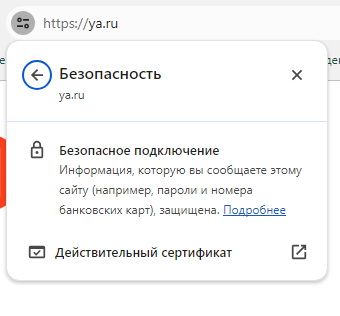 https://ya.ru
Безопасность
ya.ru
Безопасное подключение
Информация, которую вы сообщаете этому
сайту (например, пароли и номера
банковских карт), защищена. Подробнее
Действительный сертификат